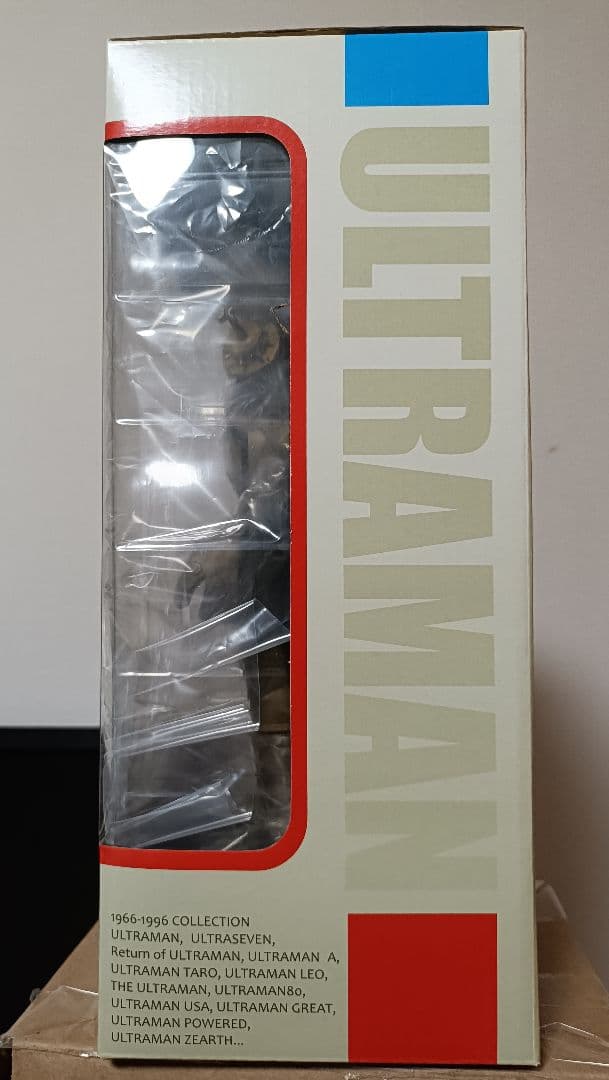 ULTRAMAN
1966-1996 COLLECTION
ULTRAMAN, ULTRASEVEN,
Return of ULTRAMAN, ULTRAMAN A,
ULTRAMAN TARO, ULTRAMAN LEO,
THE ULTRAMAN, ULTRAMAN80,
ULTRAMAN USA, ULTRAMAN GREAT,
ULTRAMAN POWERED,
ULTRAMAN ZEARTH...